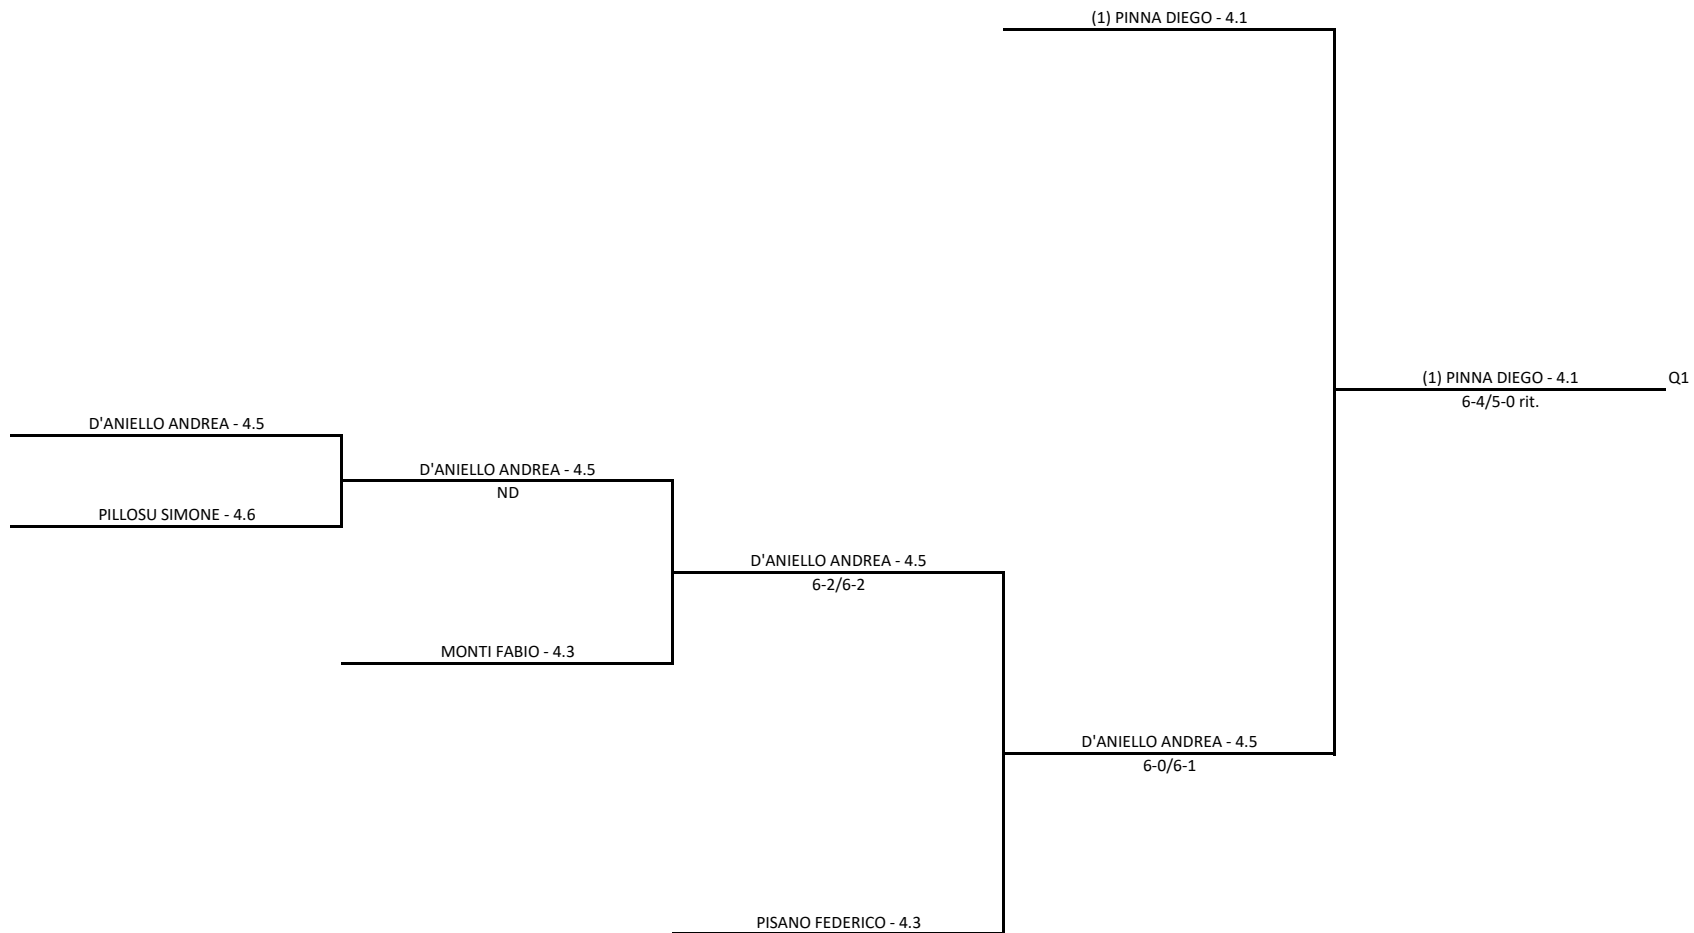 (1) PINNA DIEGO - 4.1
(1) PINNA DIEGO - 4.1
Q1
6-4/5-0 rit.
D'ANIELLO ANDREA - 4.5
D'ANIELLO ANDREA - 4.5
ND
PILLOSU SIMONE - 4.6
D'ANIELLO ANDREA - 4.5
6-2/6-2
MONTI FABIO - 4.3
D'ANIELLO ANDREA - 4.5
6-0/6-1
PISANO FEDERICO - 4.3